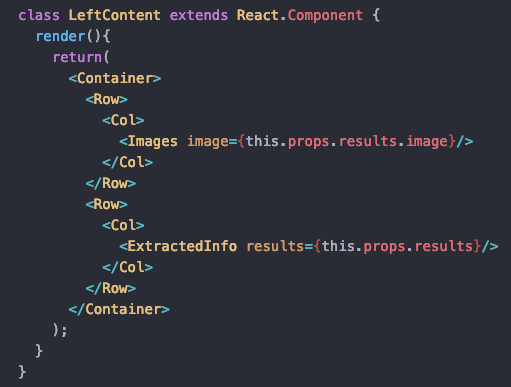 class LeftContent extends React.Component {
  render(){
    return(
      <Container>
        <Row>
          <Col>
            <Images image={this.props.results.image}/>
          </Col>
        </Row>
        <Row>
          <Col>
            <ExtractedInfo results={this.props.results}/>
          </Col>
        </Row>
      </Container>
    );
  }
}